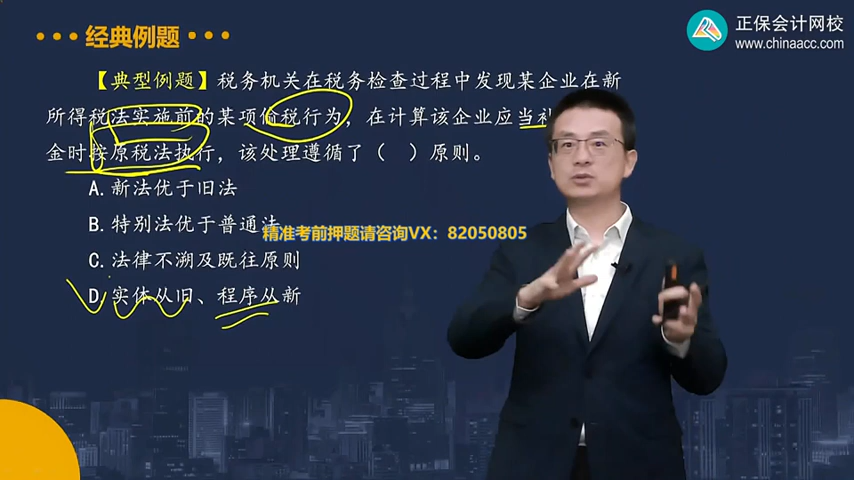 经典例题
正保会计网校
www.chinaacc.com
【典型例题】税务机关在税务检查过程中发现某企业在新
所得税法实施前的某项偷税行为，在计算该企业应当补
金时按原税法执行，该处理遵循了（ ）原则。
A. 新法优于旧法
B. 特别法优于普通法
精准考前押题请咨询VX：82050805
C. 法律不溯及既往原则
D. 实体从旧、程序从新